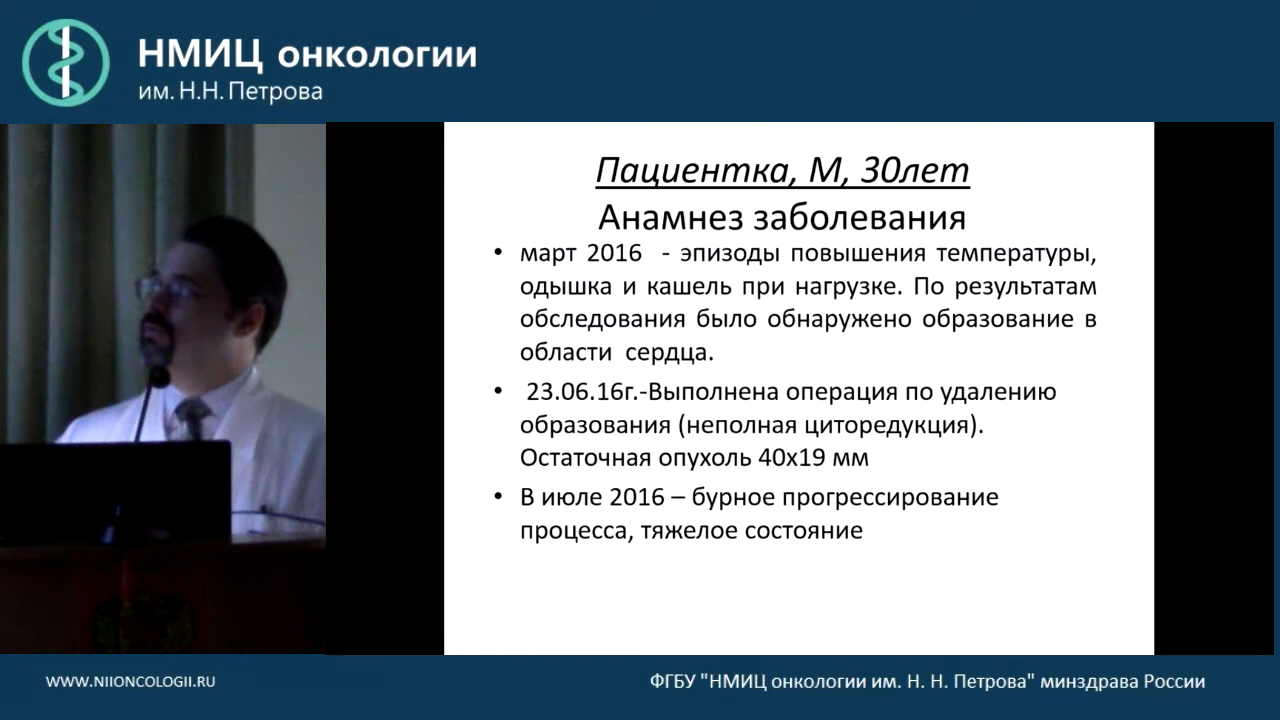 НМИЦ онкологии
им. Н.Н. Петрова
Пациентка, М, 30лет
Анамнез заболевания
• март 2016 - эпизоды повышения температуры,
одышка и кашель при нагрузке. По результатам
обследования было обнаружено образование в
области сердца.
• 23.06.16г.-Выполнена операция по удалению
образования (неполная циторедукция).
Остаточная опухоль 40х19 мм
• В июле 2016 – бурное прогрессирование
процесса, тяжелое состояние
WWW.NIIONCOLOGII.RU
ФГБУ "НМИЦ онкологии им. Н. Н. Петрова" минздрава России